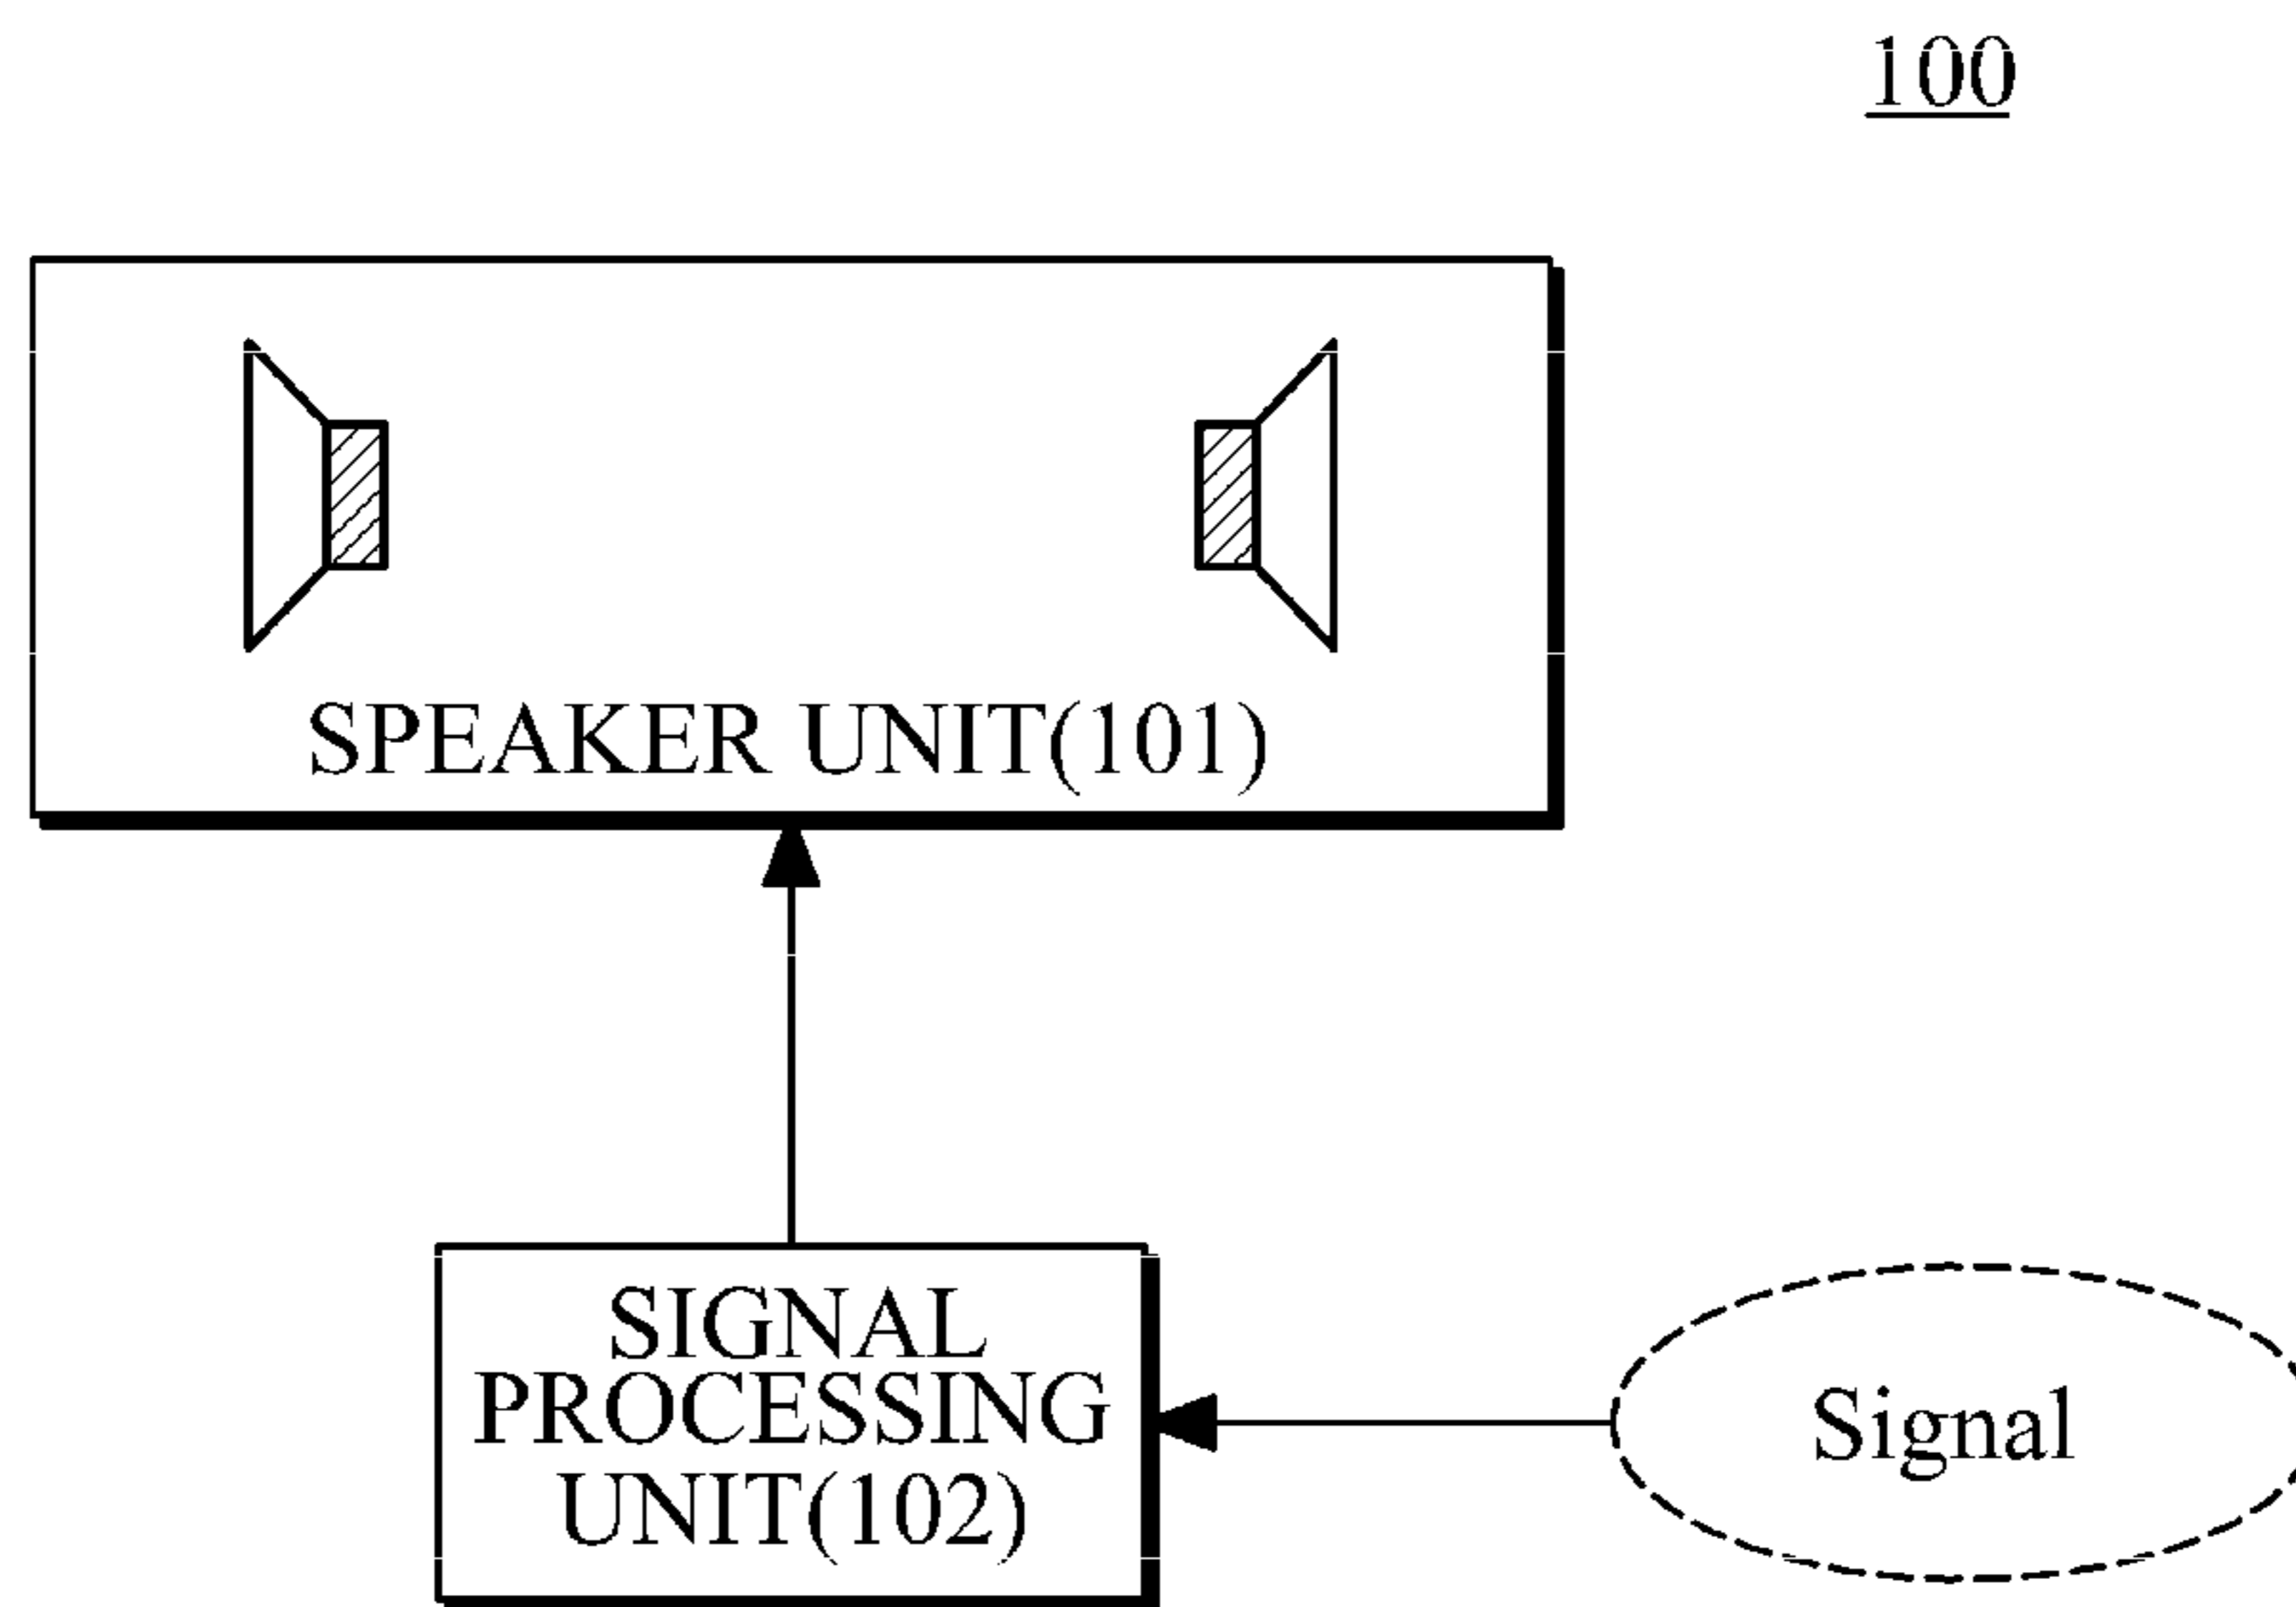 100
SPEAKER UNIT(101)
SIGNAL
PROCESSING
UNIT(102)
Signal